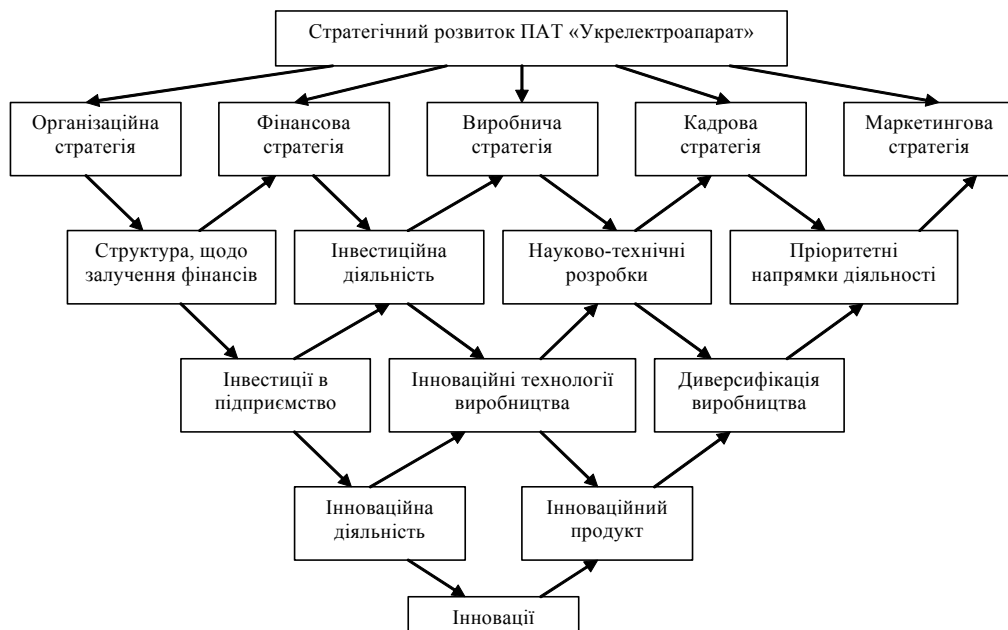 Стратегічний розвиток ПАТ «Укрелектроапарат»
Організаційна
стратегія
Фінансова
стратегія
Виробнича
стратегія
Кадрова
стратегія
Маркетингова
стратегія
Структура, щодо
залучення фінансів
Інвестиційна
діяльність
Науково-технічні
розробки
Пріоритетні
напрямки діяльності
Інвестиції в
підприємство
Інноваційні технології
виробництва
Диверсифікація
виробництва
Інноваційна
діяльність
Інноваційний
продукт
Інновації